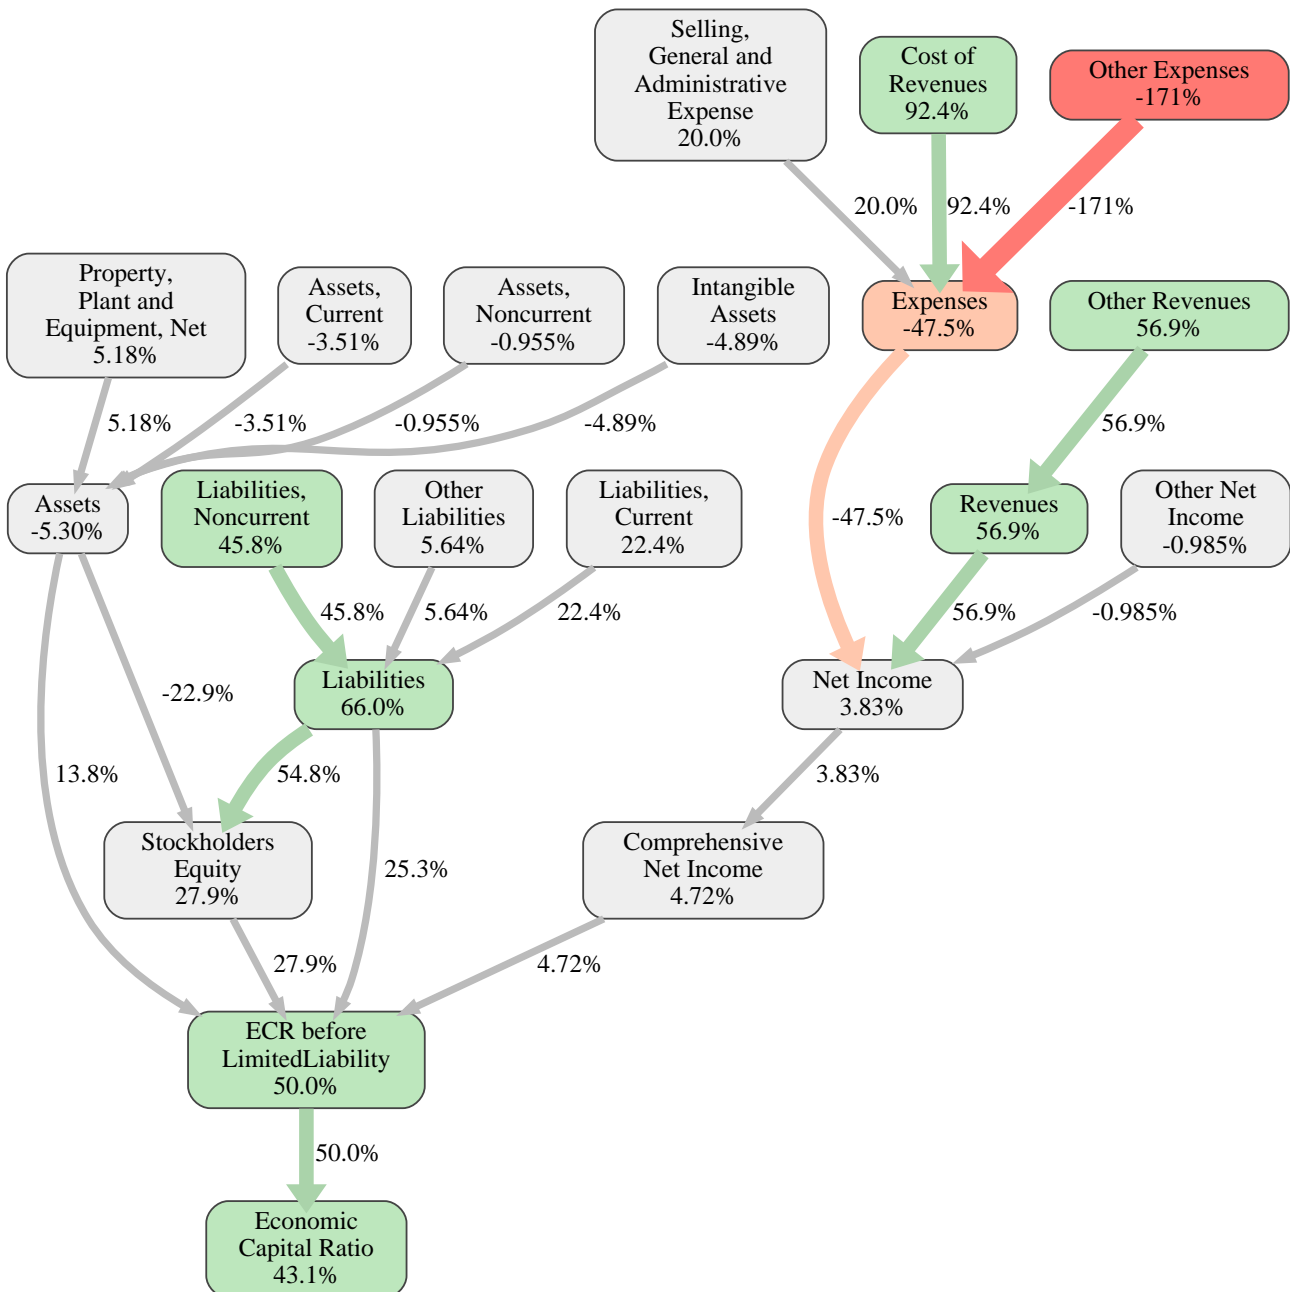 Selling,
General and
Administrative
Expense
20.0%
Cost of
Revenues
92.4%
Other Expenses
-171%
20.0%
92.4%
-171%
Property,
Plant and
Equipment, Net
5.18%
Assets,
Current
-3.51%
Assets,
Noncurrent
-0.955%
Intangible
Assets
-4.89%
Expenses
-47.5%
Other Revenues
56.9%
5.18%
-3.51%
-0.955%
-4.89%
56.9%
Assets
-5.30%
Liabilities,
Noncurrent
45.8%
Other
Liabilities
5.64%
Liabilities,
Current
22.4%
-47.5%
Revenues
56.9%
Other Net
Income
-0.985%
45.8%
5.64%
22.4%
56.9%
-0.985%
-22.9%
Liabilities
66.0%
Net Income
3.83%
13.8%
54.8%
3.83%
Stockholders
Equity
27.9%
25.3%
Comprehensive
Net Income
4.72%
27.9%
4.72%
ECR before
LimitedLiability
50.0%
50.0%
Economic
Capital Ratio
43.1%